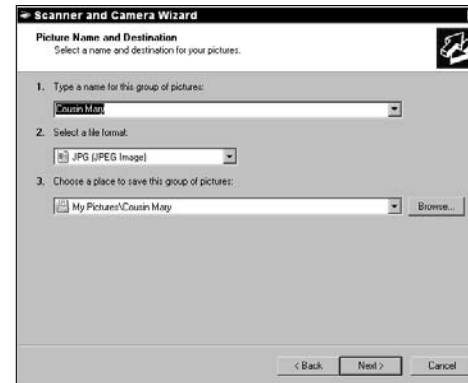 Scanner and Camera Wizard
Picture Name and Destination
Select a name and destination for your pictures.
1. Type a name for this group of pictures:
Cousin Mary
2. Select a file format:
JPG (JPEG Image)
3. Choose a place to save this group of pictures:
My Pictures\Cousin Mary
Browse...
< Back
Next >
Cancel